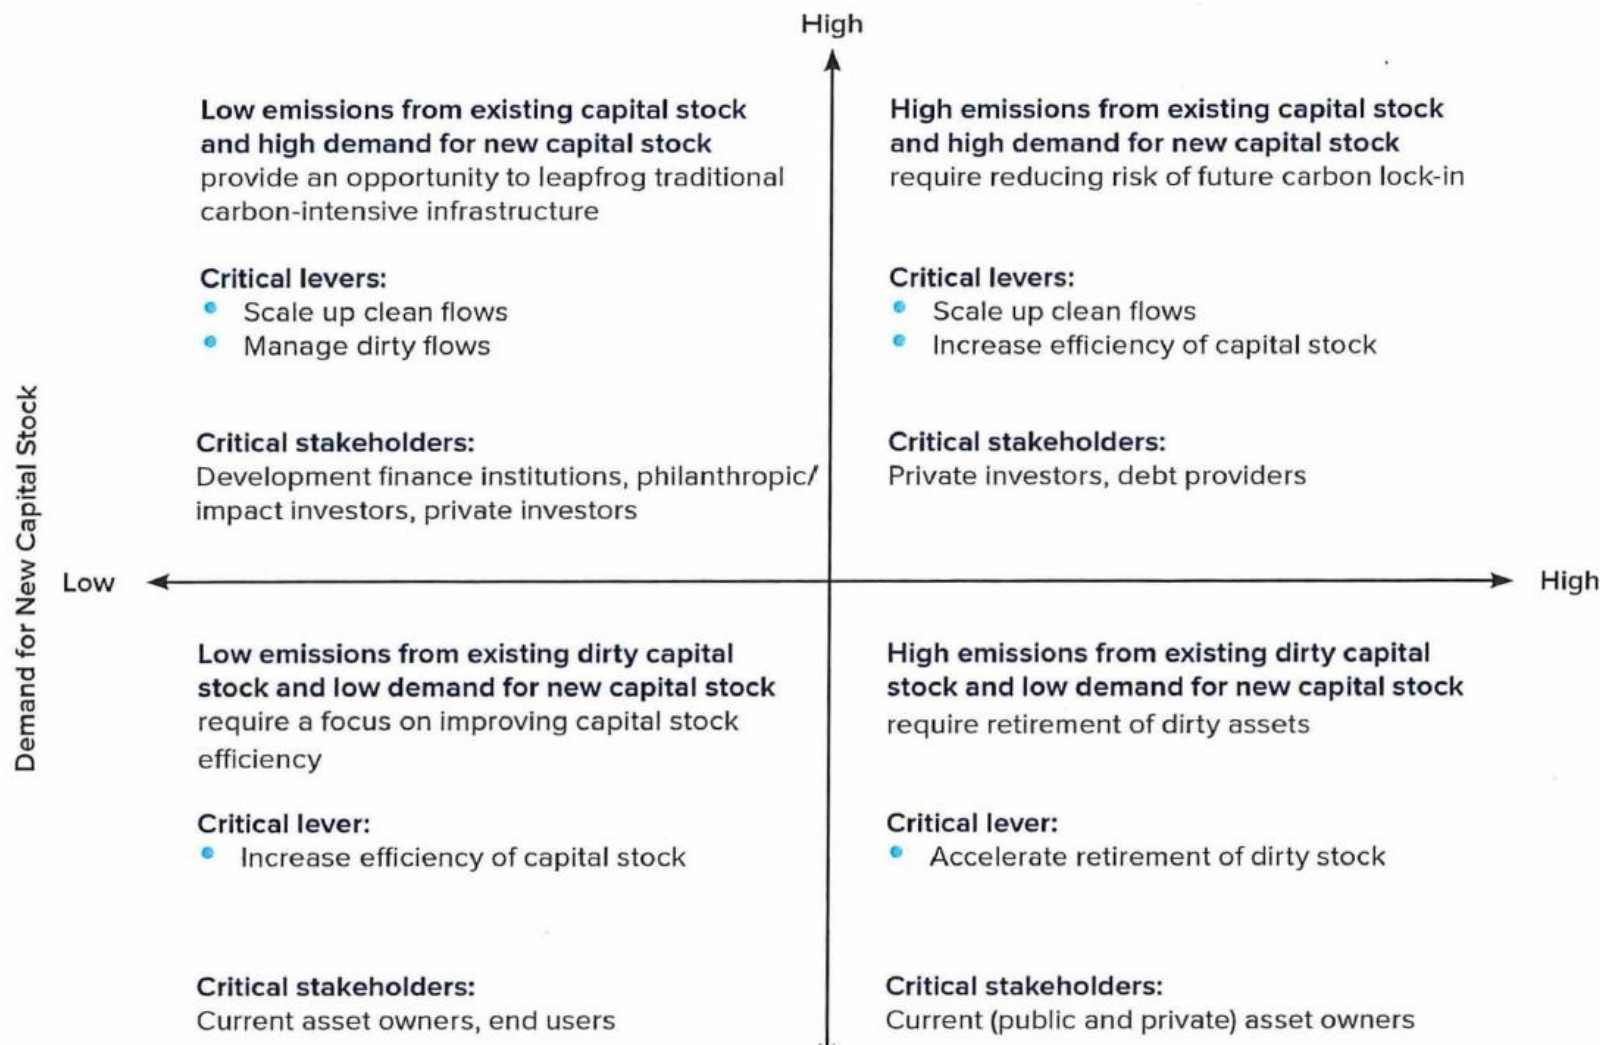 High
Low emissions from existing capital stock
and high demand for new capital stock
provide an opportunity to leapfrog traditional
carbon-intensive infrastructure
Critical levers:
• Scale up clean flows
• Manage dirty flows
Critical stakeholders:
Development finance institutions, philanthropic/
impact investors, private investors
High emissions from existing capital stock
and high demand for new capital stock
require reducing risk of future carbon lock-in
Critical levers:
• Scale up clean flows
• Increase efficiency of capital stock
Critical stakeholders:
Private investors, debt providers
Demand for New Capital Stock
Low
High
Low emissions from existing dirty capital
stock and low demand for new capital stock
require a focus on improving capital stock
efficiency
Critical lever:
• Increase efficiency of capital stock
Critical stakeholders:
Current asset owners, end users
High emissions from existing dirty capital
stock and low demand for new capital stock
require retirement of dirty assets
Critical lever:
• Accelerate retirement of dirty stock
Critical stakeholders:
Current (public and private) asset owners